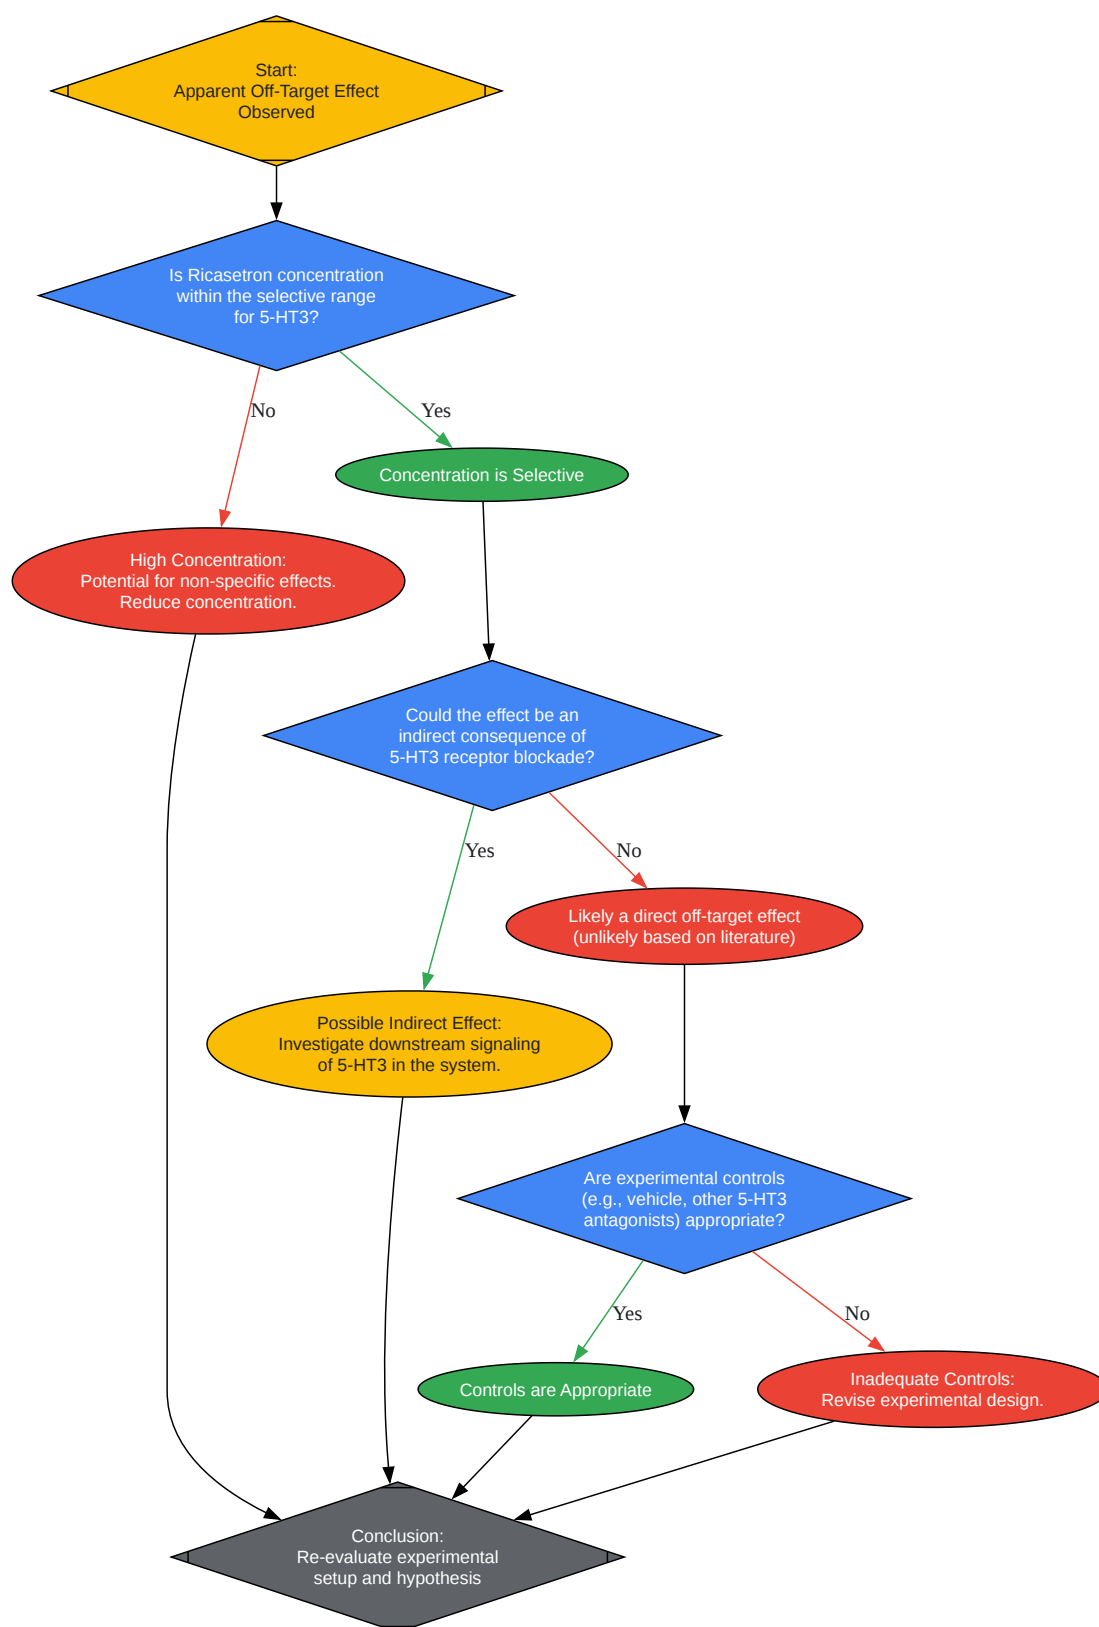 Start:
Apparent Off-Target Effect
Observed
Is Ricasetron concentration
within the selective range
for 5-HT3?
No
Yes
Concentration is Selective
High Concentration:
Potential for non-specific effects.
Reduce concentration.
Could the effect be an
indirect consequence of
5-HT3 receptor blockade?
Yes
No
Likely a direct off-target effect
(unlikely based on literature)
Possible Indirect Effect:
Investigate downstream signaling
of 5-HT3 in the system.
Are experimental controls
(e.g., vehicle, other 5-HT3
antagonists) appropriate?
Yes
No
Controls are Appropriate
Inadequate Controls:
Revise experimental design.
Conclusion:
Re-evaluate experimental
setup and hypothesis